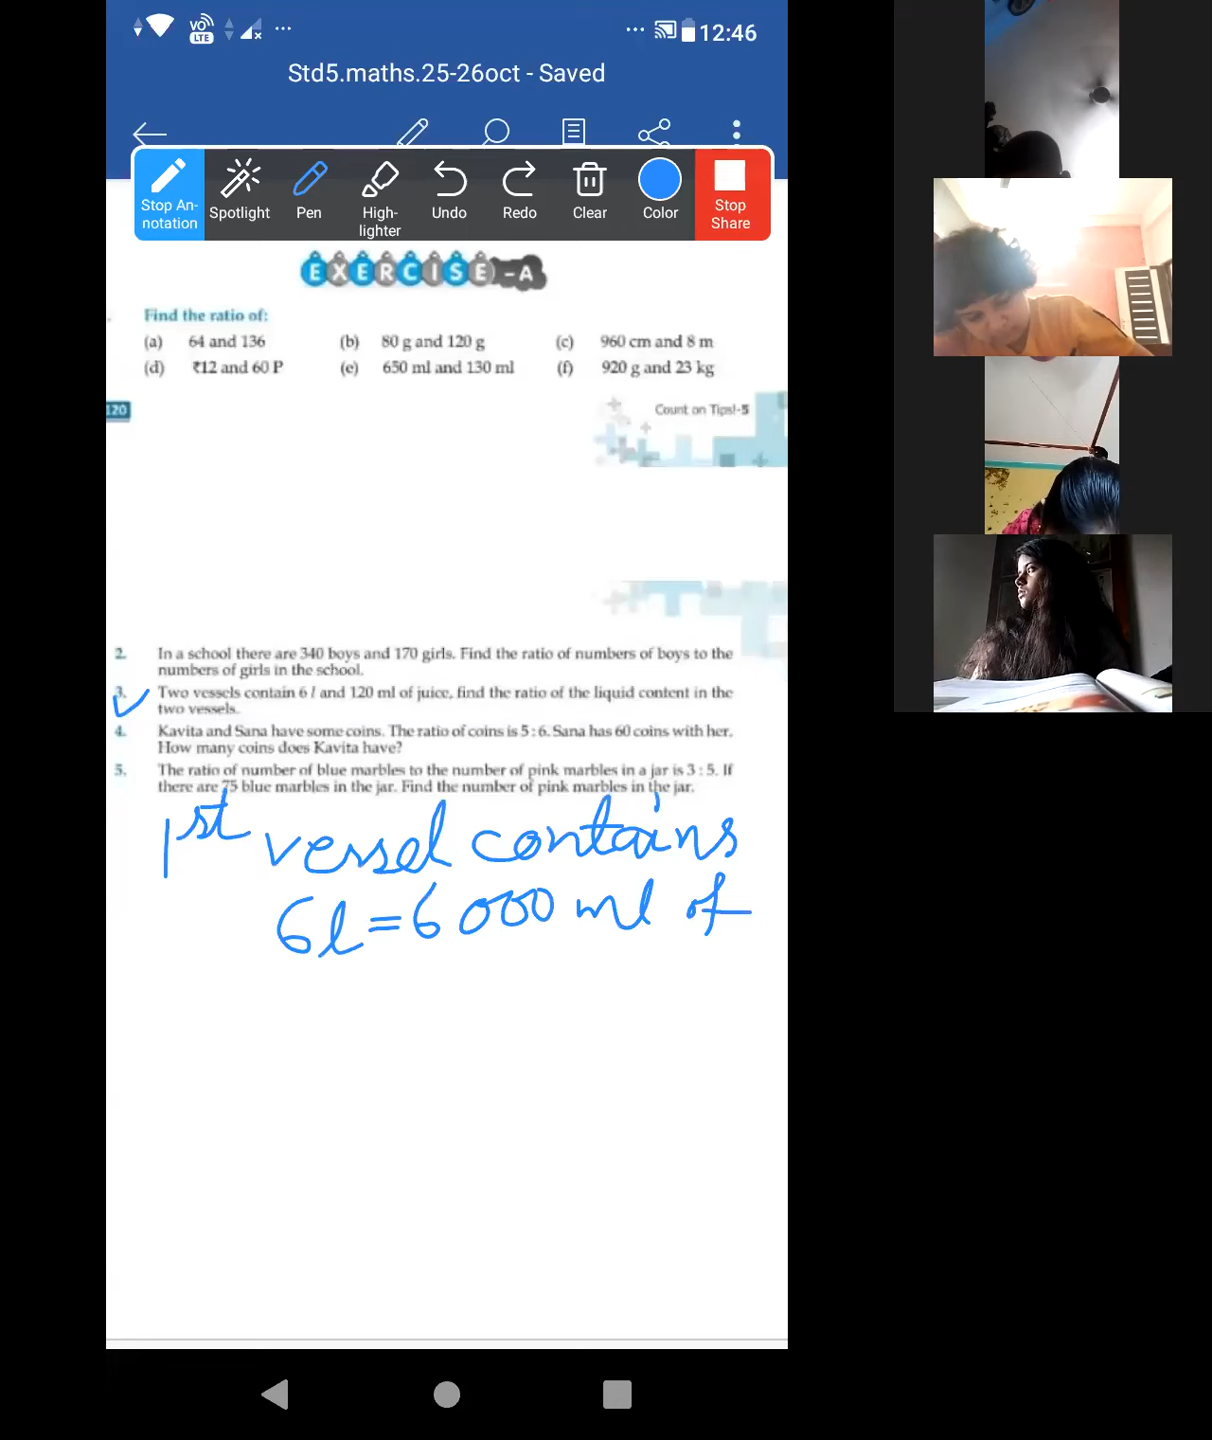 VO LTE ... ... 12:46
Std5.maths.25-26oct - Saved
Stop An-
notation
Spotlight
Pen
High-
lighter
Undo
Redo
Clear
Color
Stop
Share
EXERCISE-A
Find the ratio of:
(a) 64 and 136 (b) 80 g and 120 g (c) 960 cm and 8 m
(d) ₹12 and 60 P (e) 650 ml and 130 ml (f) 920 g and 23 kg
120
Count on Tips!-5
2. In a school there are 340 boys and 170 girls. Find the ratio of numbers of boys to the
numbers of girls in the school.
3. Two vessels contain 6 l and 120 ml of juice, find the ratio of the liquid content in the
two vessels.
4. Kavita and Sana have some coins. The ratio of coins is 5 : 6. Sana has 60 coins with her.
How many coins does Kavita have?
5. The ratio of number of blue marbles to the number of pink marbles in a jar is 3 : 5. If
there are 75 blue marbles in the jar. Find the number of pink marbles in the jar.
1st vessel contains
6l = 6000 ml of